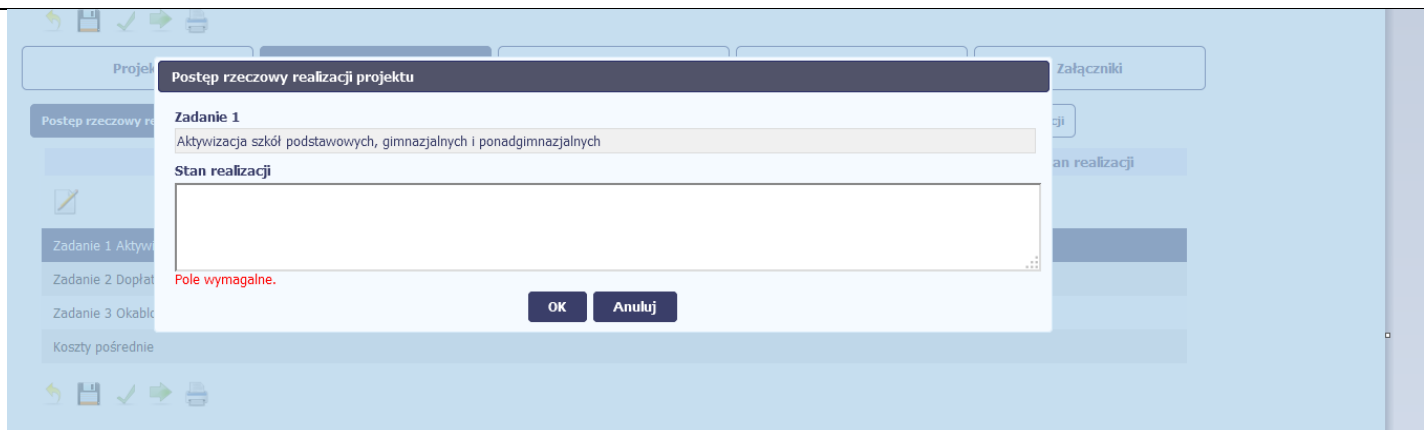 Projek
Załączniki
Postęp rzeczowy realizacji projektu
Postęp rzeczowy re
cji
Zadanie 1
Aktywizacja szkół podstawowych, gimnazjalnych i ponadgimnazjalnych
Stan realizacji
an realizacji
Zadanie 1 Aktywi
Zadanie 2 Dopłat
Pole wymagalne.
Zadanie 3 Okablo
OK Anuluj
Koszty pośrednie